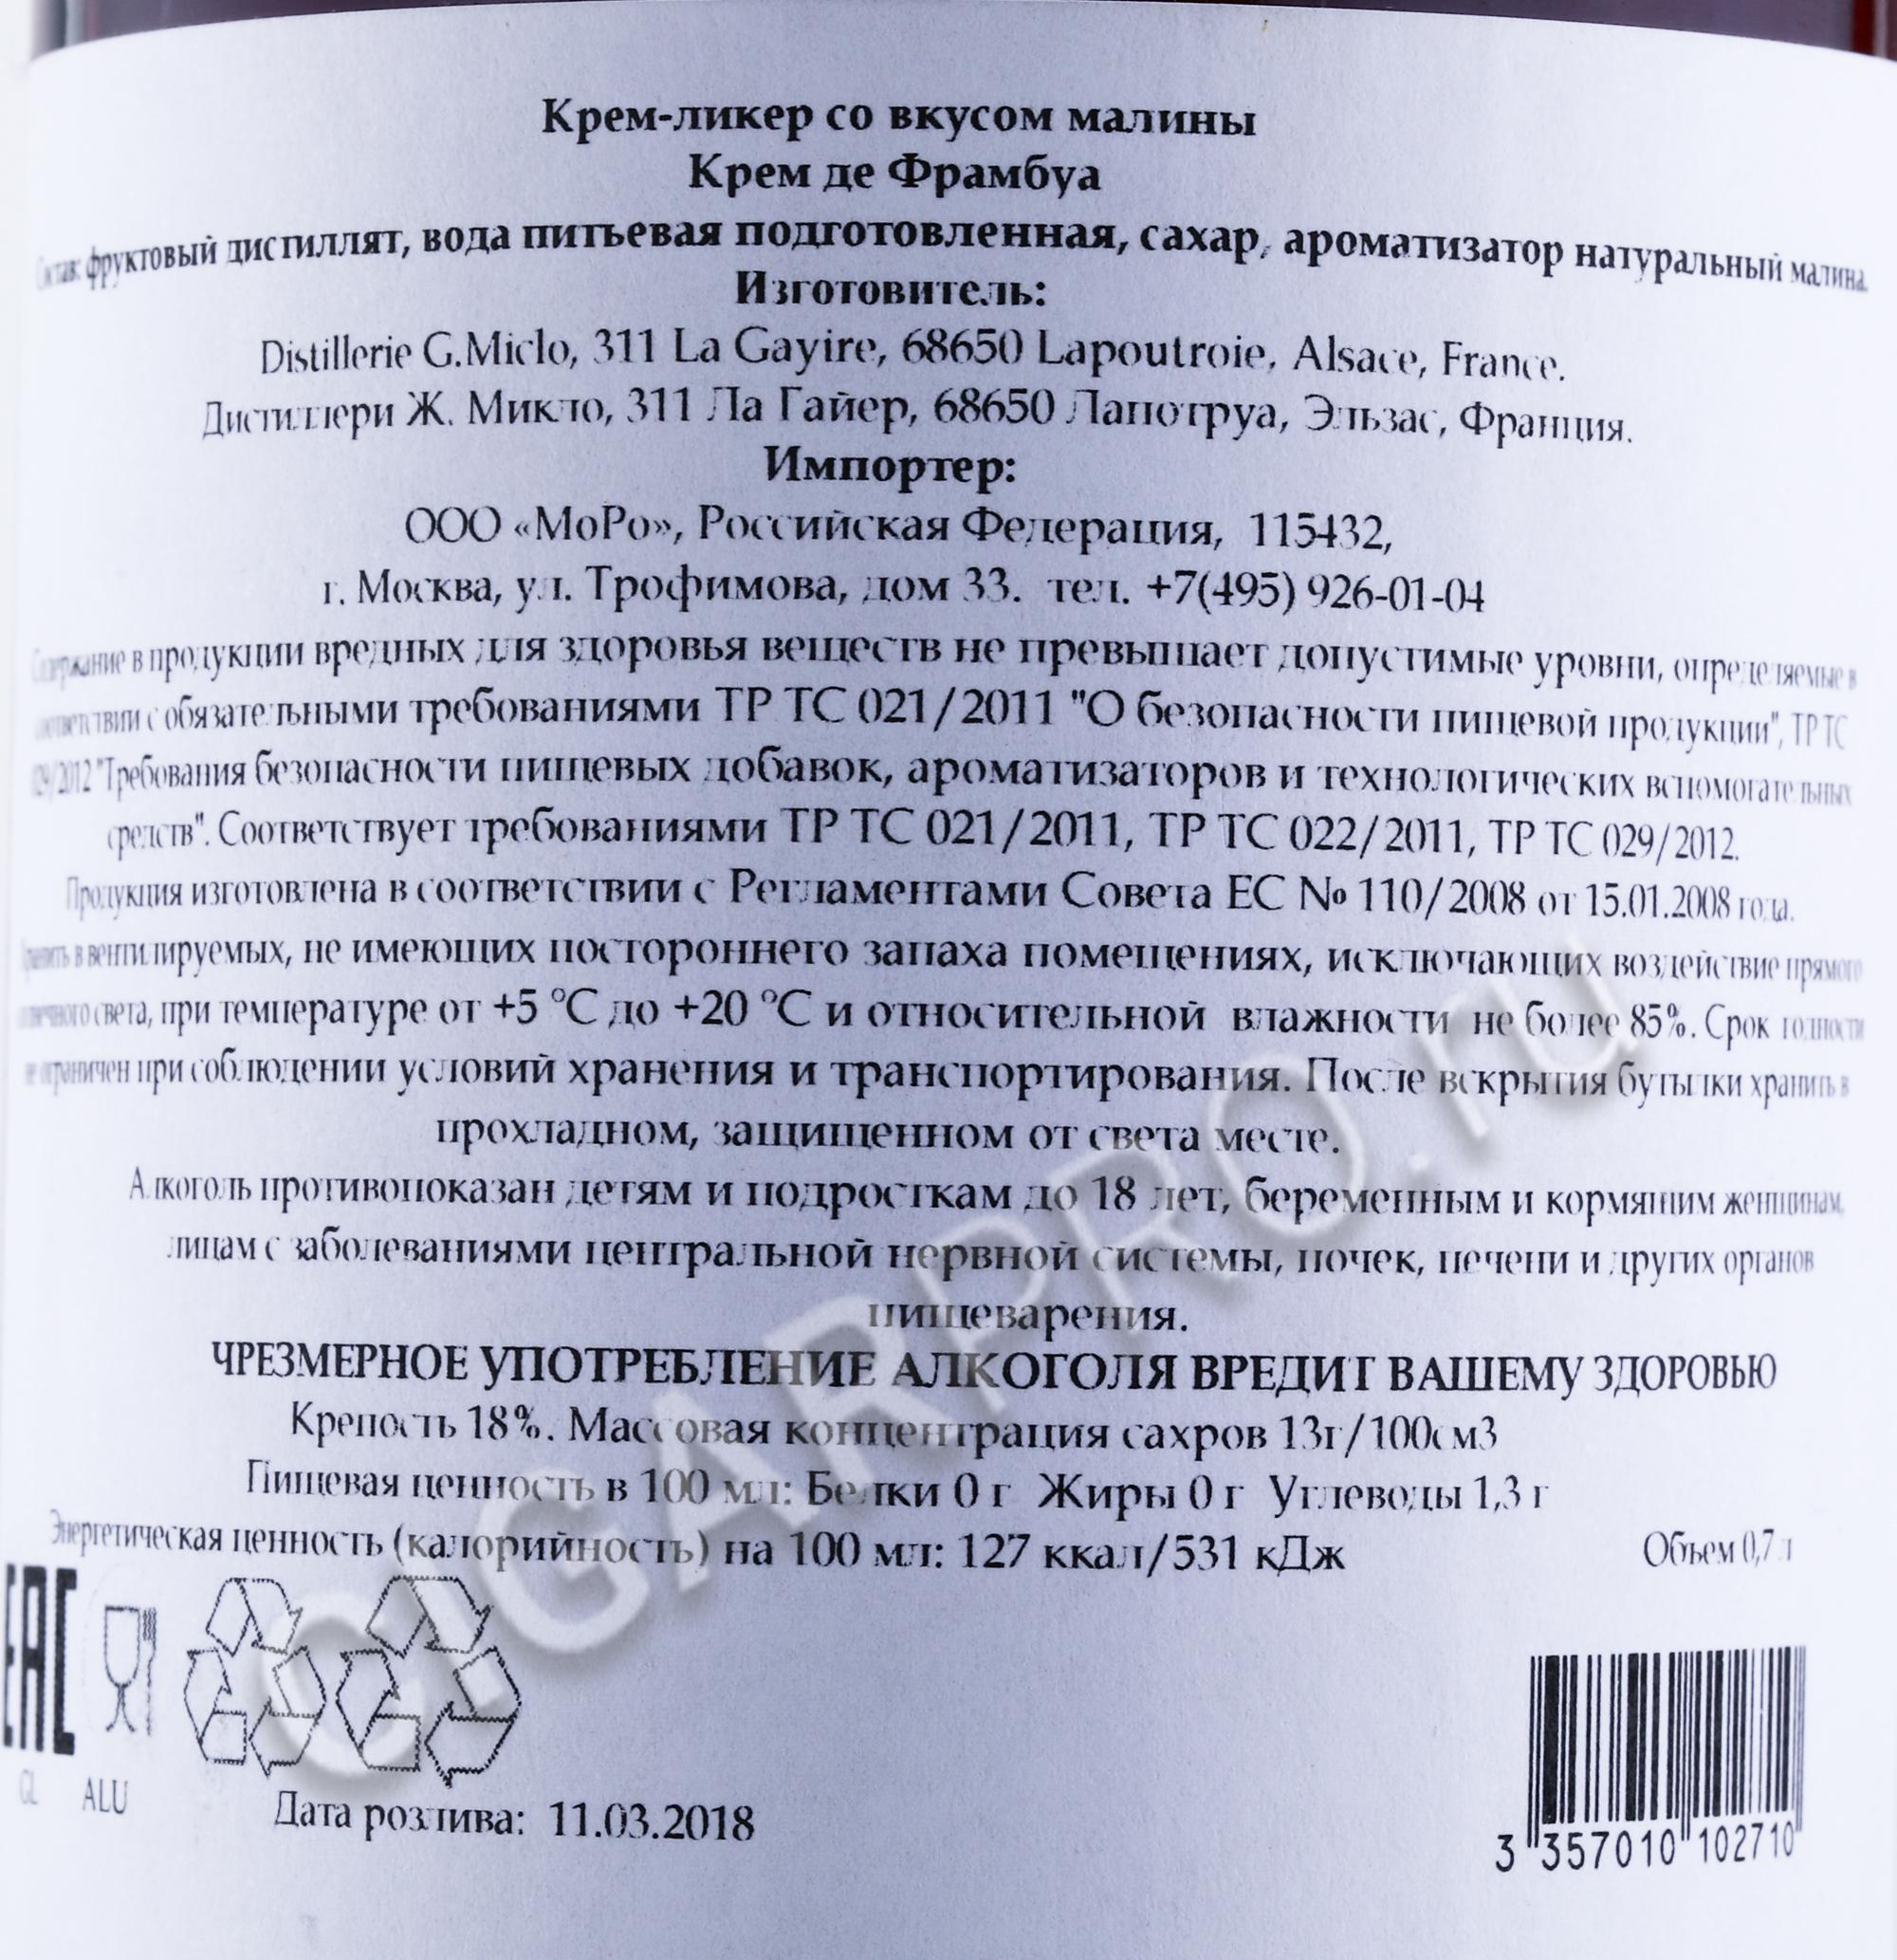 Крем-ликер со вкусом малины
Крем де Фрамбуа
Состав: фруктовый дистиллят, вода питьевая подготовленная, сахар, ароматизатор натуральный малина.
Изготовитель:
Distillerie G.Miclo, 311 La Gayire, 68650 Lapoutroie, Alsace, France.
Дистиллери Ж. Микло, 311 Ла Гайер, 68650 Лапотруа, Эльзас, Франция.
Импортер:
ООО «МоРо», Российская Федерация, 115432,
г. Москва, ул. Трофимова, дом 33. тел. +7(495) 926-01-04
Содержание в продукции вредных для здоровья веществ не превышает допустимые уровни, определяемые в
соответствии с обязательными требованиями ТР ТС 021/2011 "О безопасности пищевой продукции", ТР ТС
029/2012 "Требования безопасности пищевых добавок, ароматизаторов и технологических вспомогательных
средств". Соответствует требованиями ТР ТС 021/2011, ТР ТС 022/2011, ТР ТС 029/2012.
Продукция изготовлена в соответствии с Регламентами Совета ЕС № 110/2008 от 15.01.2008 года.
Хранить в вентилируемых, не имеющих постороннего запаха помещениях, исключающих воздействие прямого
солнечного света, при температуре от +5 °С до +20 °С и относительной влажности не более 85%. Срок годности
не ограничен при соблюдении условий хранения и транспортирования. После вскрытия бутылки хранить в
прохладном, защищенном от света месте.
Алкоголь противопоказан детям и подросткам до 18 лет, беременным и кормящим женщинам,
лицам с заболеваниями центральной нервной системы, почек, печени и других органов
пищеварения.
ЧРЕЗМЕРНОЕ УПОТРЕБЛЕНИЕ АЛКОГОЛЯ ВРЕДИТ ВАШЕМУ ЗДОРОВЬЮ
Крепость 18%. Массовая концентрация сахров 13г/100см3
Пищевая ценность в 100 мл: Белки 0 г Жиры 0 г Углеводы 1,3 г
Энергетическая ценность (калорийность) на 100 мл: 127 ккал/531 кДж Объем 0,7 л
EAC
GL ALU
Дата розлива: 11.03.2018
3 357010 102710
CIGARPRO.ru